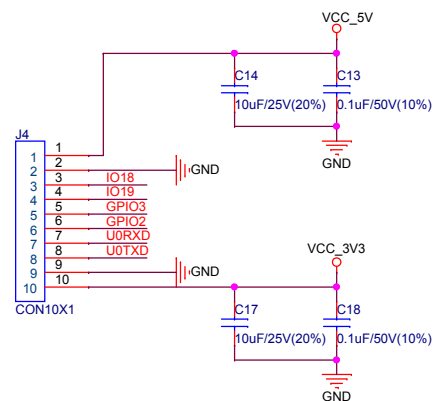 VCC_5V
C14
C13
10uF/25V(20%)
0.1uF/50V(10%)
GND
J4
1 1
2 2
GND
3 3 IO18
4 4 IO19
5 5 GPIO3
6 6 GPIO2
7 7 U0RXD
8 8 U0TXD
9 9
GND
10 10
CON10X1
VCC_3V3
C17
C18
10uF/25V(20%)
0.1uF/50V(10%)
GND